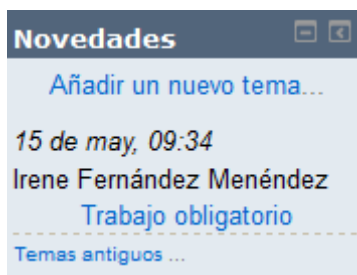 Novedades
Añadir un nuevo tema...
15 de may, 09:34
Irene Fernández Menéndez
Trabajo obligatorio
Temas antiguos ...